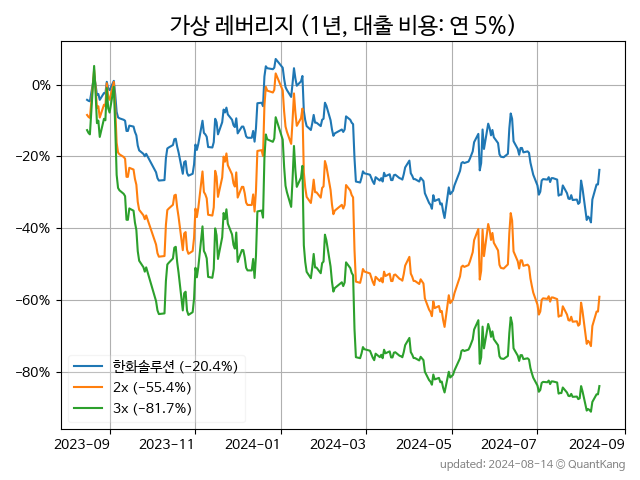 가상 레버리지 (1년, 대출 비용: 연 5%)
0%
−20%
−40%
−60%
−80%
한화솔루션 (−20.4%)
2x (−55.4%)
3x (−81.7%)
2023-09 2023-11 2024-01 2024-03 2024-05 2024-07 2024-09
updated: 2024-08-14 © QuantKang